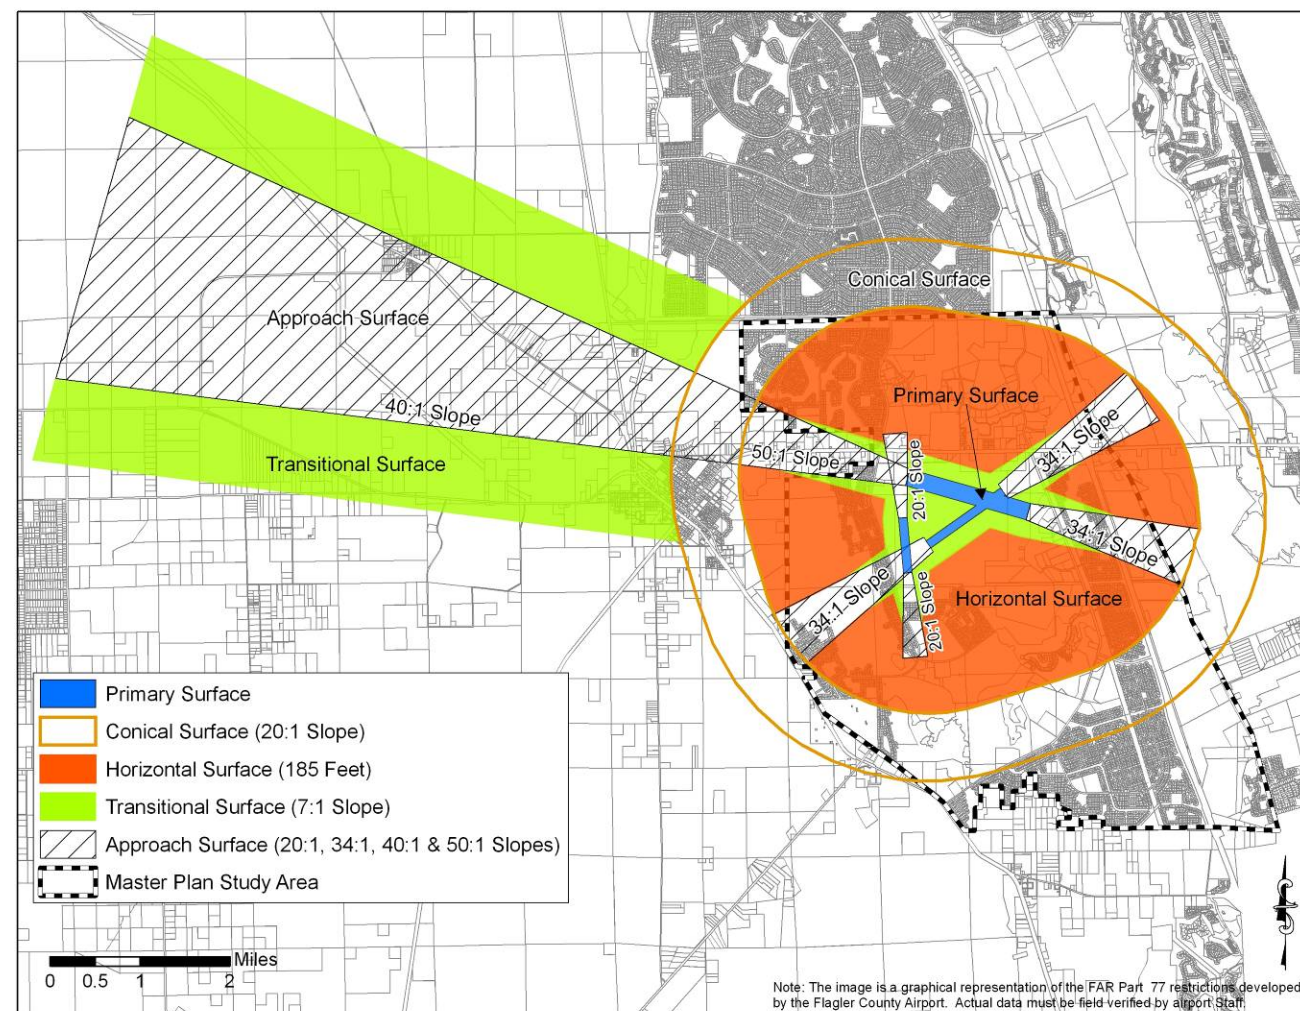 Conical Surface
Approach Surface
Primary Surface
40:1 Slope
34:1 Slope
Transitional Surface
50:1 Slope
20:1 Slope
34:1 Slope
34:1 Slope
20:1 Slope
Horizontal Surface
Primary Surface
Conical Surface (20:1 Slope)
Horizontal Surface (185 Feet)
Transitional Surface (7:1 Slope)
Approach Surface (20:1, 34:1, 40:1 & 50:1 Slopes)
Master Plan Study Area
Miles
0 0.5 1 2
Note: The image is a graphical representation of the FAR Part 77 restrictions developed
by the Flagler County Airport. Actual data must be field verified by airport Staff.